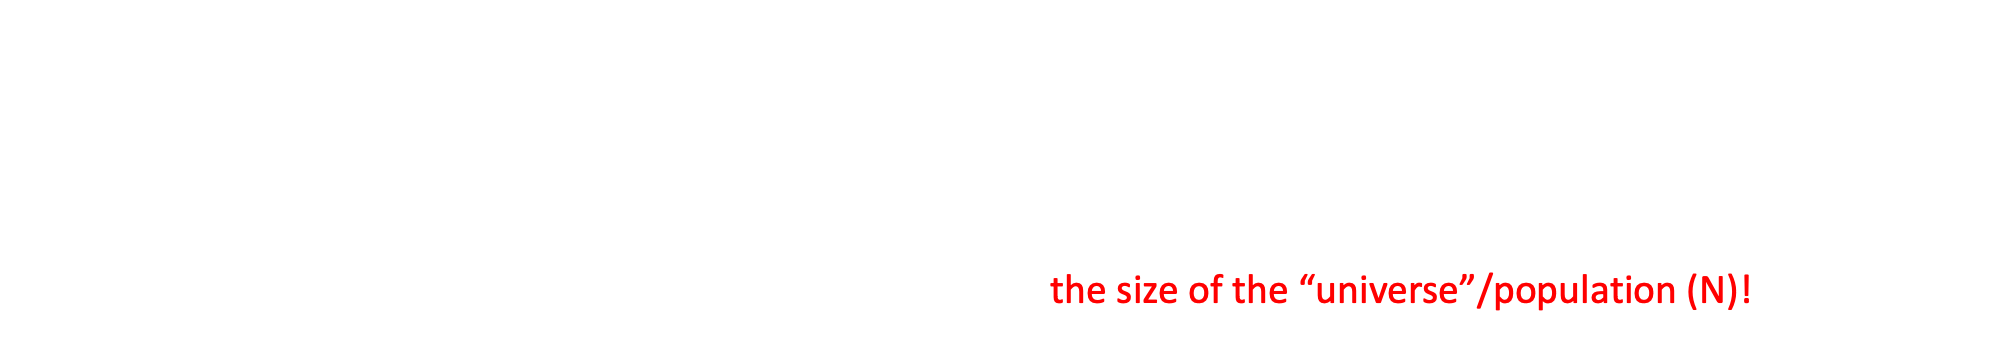 the size of the “universe”/population (N)!